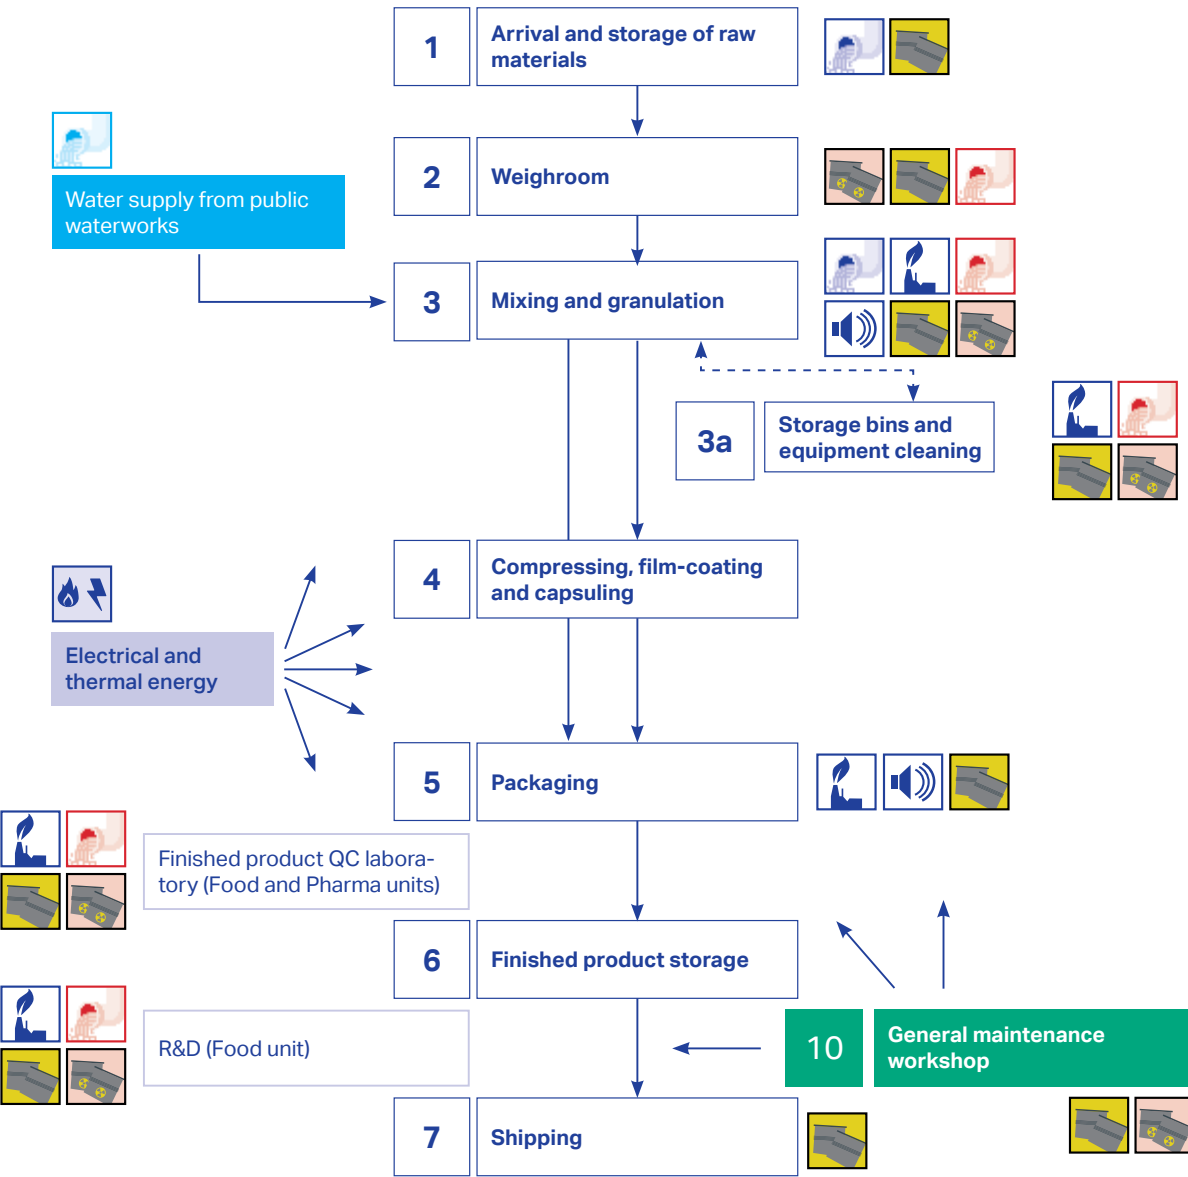 1
Arrival and storage of raw
materials
2
Weighroom
Water supply from public
waterworks
3
Mixing and granulation
3a
Storage bins and
equipment cleaning
4
Compressing, film-coating
and capsuling
Electrical and
thermal energy
5
Packaging
Finished product QC labora-
tory (Food and Pharma units)
6
Finished product storage
R&D (Food unit)
10
General maintenance
workshop
7
Shipping